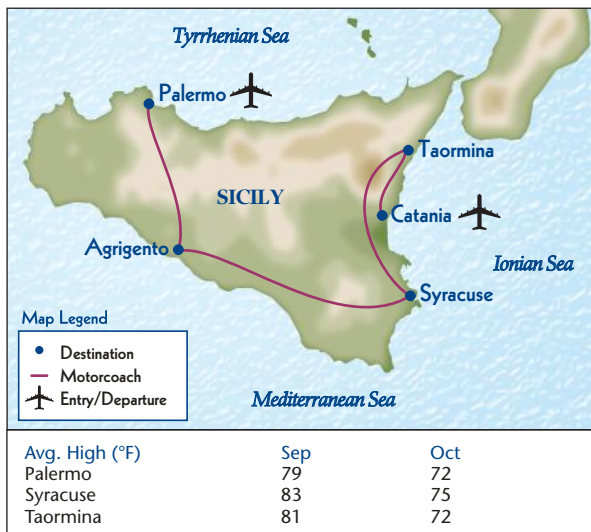 Tyrrhenian Sea
Palermo
Taormina
SICILY
Catania
Agrigento
Ionian Sea
Syracuse
Map Legend
Destination
Motorcoach
Entry/Departure
Mediterranean Sea
Avg. High (°F) Sep Oct
Palermo 79 72
Syracuse 83 75
Taormina 81 72